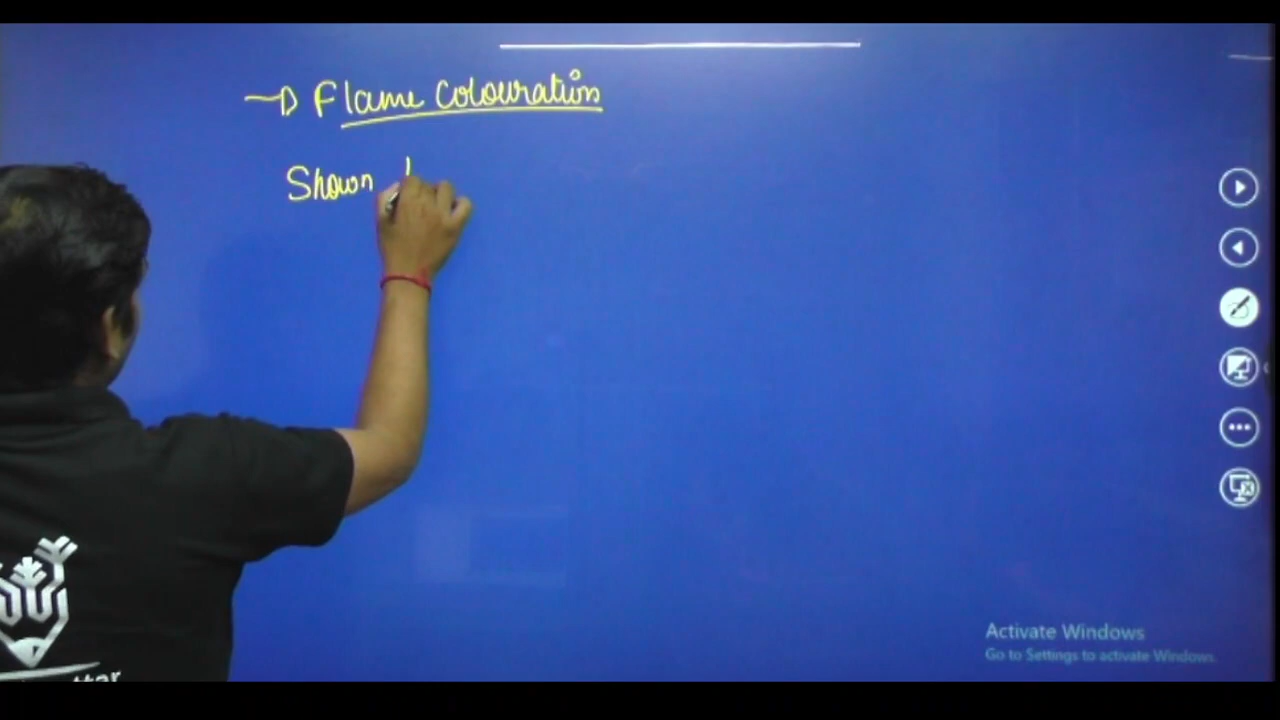 Flame Colouration
Shown
Activate Windows
Go to Settings to activate Windows.